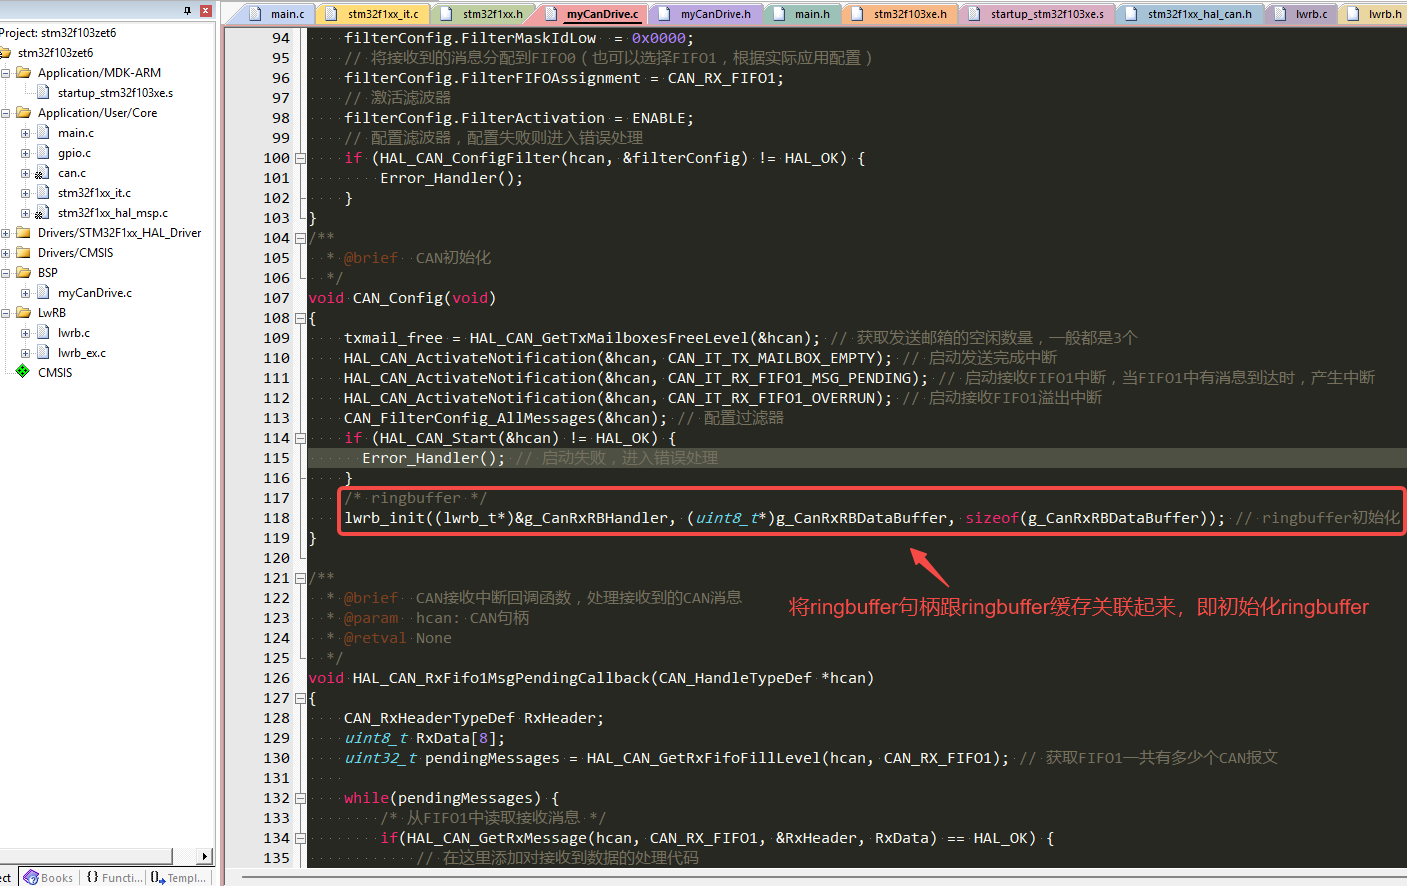 Project: stm32f103zet6
stm32f103zet6
Application/MDK-ARM
startup_stm32f103xe.s
Application/User/Core
main.c
gpio.c
can.c
stm32f1xx_it.c
stm32f1xx_hal_msp.c
Drivers/STM32F1xx_HAL_Driver
Drivers/CMSIS
BSP
myCanDrive.c
LwRB
lwrb.c
lwrb_ex.c
CMSIS
ect Books {} Functi... 0 Templ...
main.c stm32f1xx_it.c stm32f1xx.h myCanDrive.c myCanDrive.h main.h stm32f103xe.h startup_stm32f103xe.s stm32f1xx_hal_can.h lwrb.c lwrb.h
94 filterConfig.FilterMaskIdLow = 0x0000;
95 // 将接收到的消息分配到FIFO0（也可以选择FIFO1，根据实际应用配置）
96 filterConfig.FilterFIFOAssignment = CAN_RX_FIFO1;
97 // 激活滤波器
98 filterConfig.FilterActivation = ENABLE;
99 // 配置滤波器，配置失败则进入错误处理
100 if (HAL_CAN_ConfigFilter(hcan, &filterConfig) != HAL_OK) {
101 Error_Handler();
102 }
103 }
104 /**
105 * @brief CAN初始化
106 */
107 void CAN_Config(void)
108 {
109 txmail_free = HAL_CAN_GetTxMailboxesFreeLevel(&hcan); // 获取发送邮箱的空闲数量，一般都是3个
110 HAL_CAN_ActivateNotification(&hcan, CAN_IT_TX_MAILBOX_EMPTY); // 启动发送完成中断
111 HAL_CAN_ActivateNotification(&hcan, CAN_IT_RX_FIFO1_MSG_PENDING); // 启动接收FIFO1中断，当FIFO1中有消息到达时，产生中断
112 HAL_CAN_ActivateNotification(&hcan, CAN_IT_RX_FIFO1_OVERRUN); // 启动接收FIFO1溢出中断
113 CAN_FilterConfig_AllMessages(&hcan); // 配置过滤器
114 if (HAL_CAN_Start(&hcan) != HAL_OK) {
115 Error_Handler(); // 启动失败，进入错误处理
116 }
117 /* ringbuffer */
118 lwrb_init((lwrb_t*)&g_CanRxRBHandler, (uint8_t*)g_CanRxRBDataBuffer, sizeof(g_CanRxRBDataBuffer)); // ringbuffer初始化
119 }
120
将ringbuffer句柄跟ringbuffer缓存关联起来，即初始化ringbuffer
121 /**
122 * @brief CAN接收中断回调函数，处理接收到的CAN消息
123 * @param hcan: CAN句柄
124 * @retval None
125 */
126 void HAL_CAN_RxFifo1MsgPendingCallback(CAN_HandleTypeDef *hcan)
127 {
128 CAN_RxHeaderTypeDef RxHeader;
129 uint8_t RxData[8];
130 uint32_t pendingMessages = HAL_CAN_GetRxFifoFillLevel(hcan, CAN_RX_FIFO1); // 获取FIFO1一共有多少个CAN报文
131
132 while(pendingMessages) {
133 /* 从FIFO1中读取接收消息 */
134 if(HAL_CAN_GetRxMessage(hcan, CAN_RX_FIFO1, &RxHeader, RxData) == HAL_OK) {
135 // 在这里添加对接收到数据的处理代码